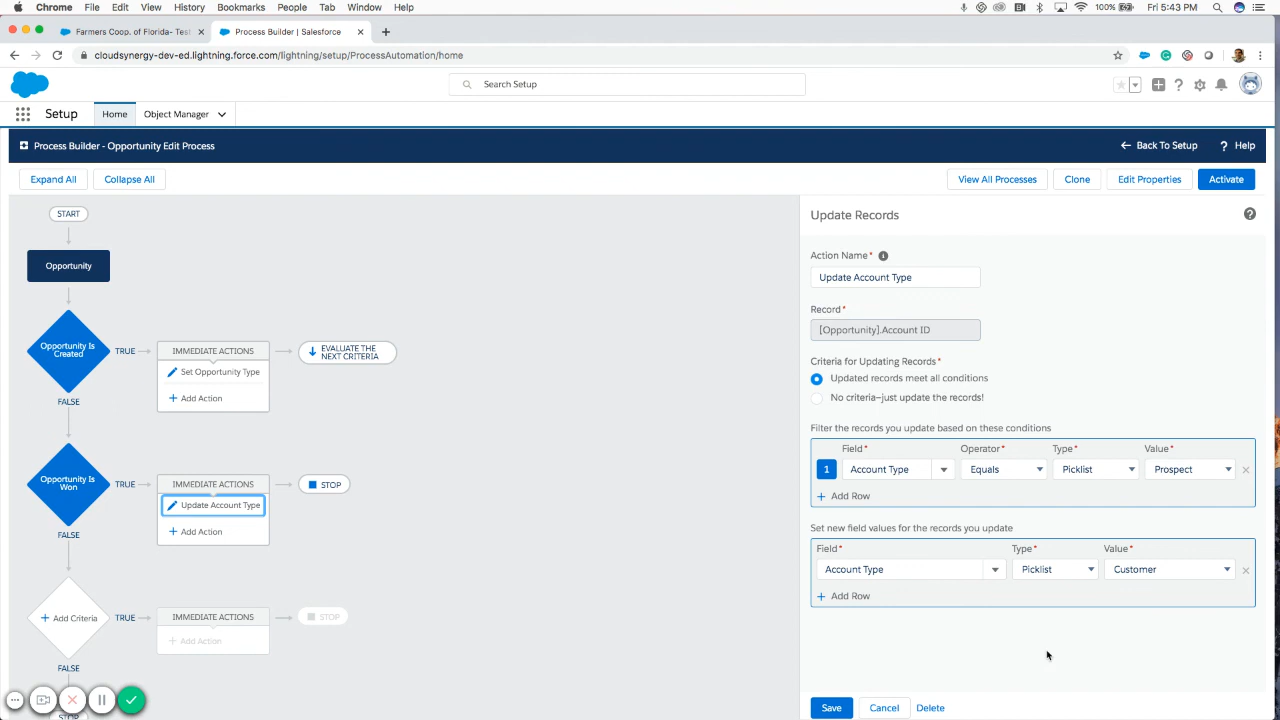 Chrome File Edit View History Bookmarks People Tab Window Help 100% Fri 5:43 PM
Farmers Coop. of Florida- Test Process Builder | Salesforce
cloudsynergy-dev-ed.lightning.force.com/lightning/setup/ProcessAutomation/home
Search Setup
Setup Home Object Manager
Process Builder - Opportunity Edit Process Back To Setup ? Help
Expand All Collapse All View All Processes Clone Edit Properties Activate
START
Opportunity
Opportunity Is
Created
TRUE
IMMEDIATE ACTIONS
Set Opportunity Type
+ Add Action
EVALUATE THE
NEXT CRITERIA
FALSE
Opportunity Is
Won
TRUE
IMMEDIATE ACTIONS
Update Account Type
+ Add Action
STOP
FALSE
+ Add Criteria
TRUE
IMMEDIATE ACTIONS
+ Add Action
STOP
FALSE
STOP
Update Records
Action Name*
Update Account Type
Record*
[Opportunity].Account ID
Criteria for Updating Records*
Updated records meet all conditions
No criteria—just update the records!
Filter the records you update based on these conditions
Field* Operator* Type* Value*
1 Account Type Equals Picklist Prospect
+ Add Row
Set new field values for the records you update
Field* Type* Value*
Account Type Picklist Customer
+ Add Row
Save Cancel Delete